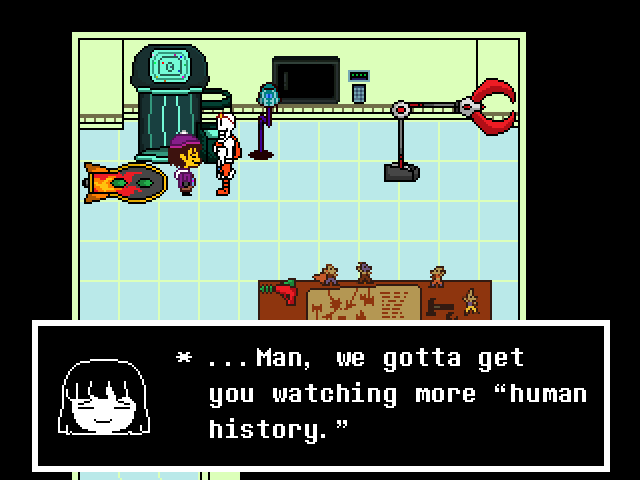 * ...Man, we gotta get
you watching more “human
history.”